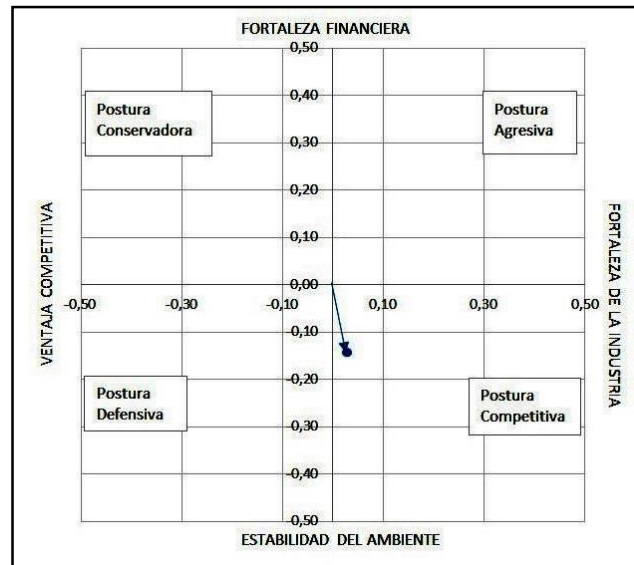 FORTALEZA FINANCIERA
0,50
0,40
Postura
Conservadora
Postura
Agresiva
0,30
0,20
0,10
0,00
-0,50
-0,30
-0,10
0,10
0,30
0,50
VENTAJA COMPETITIVA
FORTALEZA DE LA INDUSTRIA
-0,10
-0,20
Postura
Defensiva
Postura
Competitiva
-0,30
-0,40
-0,50
ESTABILIDAD DEL AMBIENTE